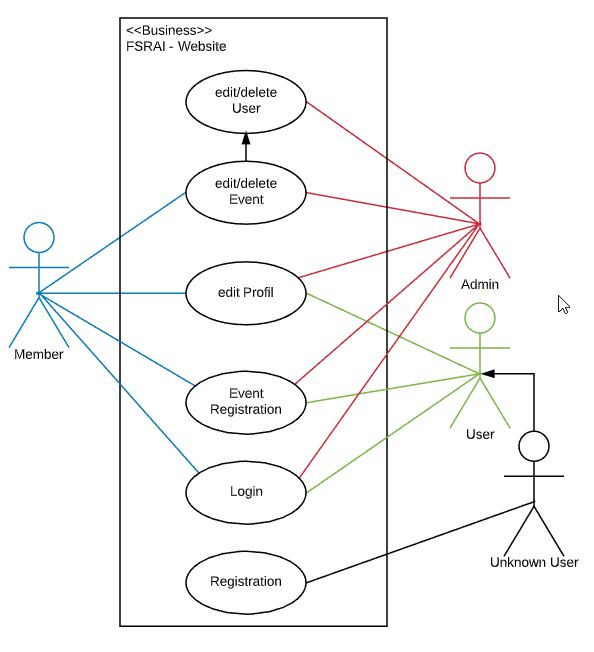 <<Business>>
FSRAI - Website
edit/delete
User
edit/delete
Event
edit Profil
Event
Registration
Login
Registration
Member
Admin
User
Unknown User